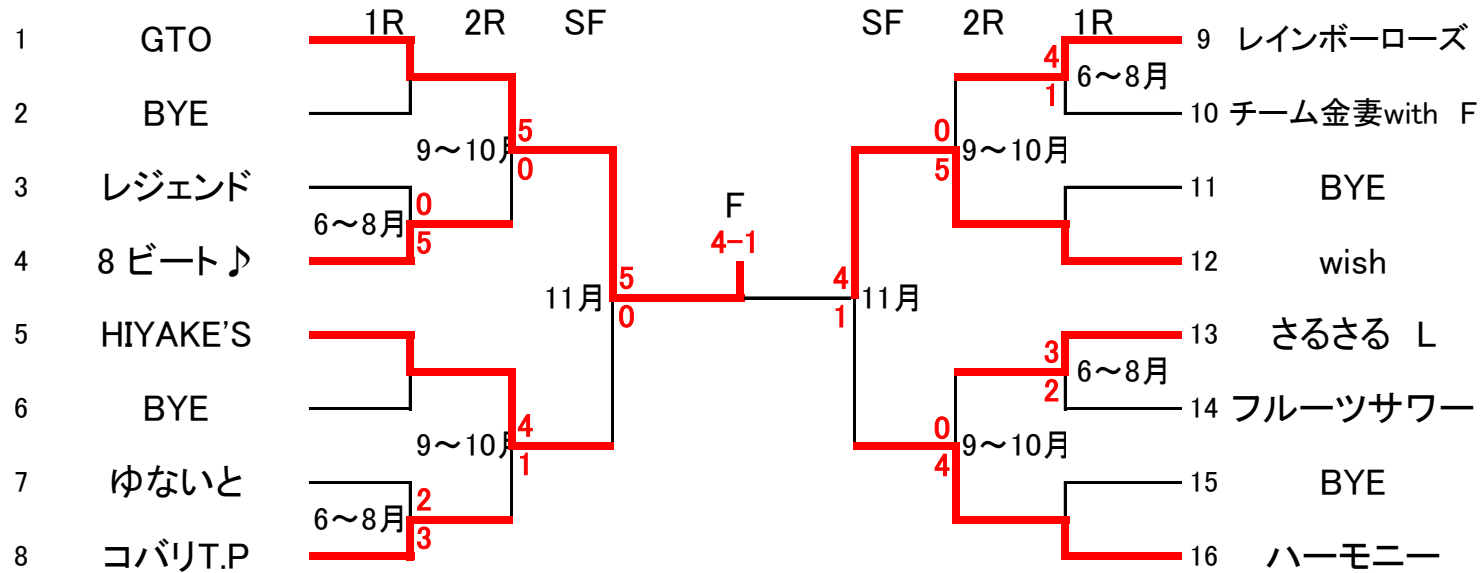 1R 2R SF SF 2R 1R
1 GTO
2 BYE
3 レジェンド
4 8 ビート♪
5 HIYAKE'S
6 BYE
7 ゆないと
8 コバリT.P
6～8月
0
5
6～8月
2
3
9～10月
5
0
9～10月
4
1
11月
5
0
F
4-1
4
1
11月
0
5
9～10月
0
4
9～10月
4
1
6～8月
3
2
6～8月
9 レインボーローズ
10 チーム金妻with F
11 BYE
12 wish
13 さるさる L
14 フルーツサワー
15 BYE
16 ハーモニー